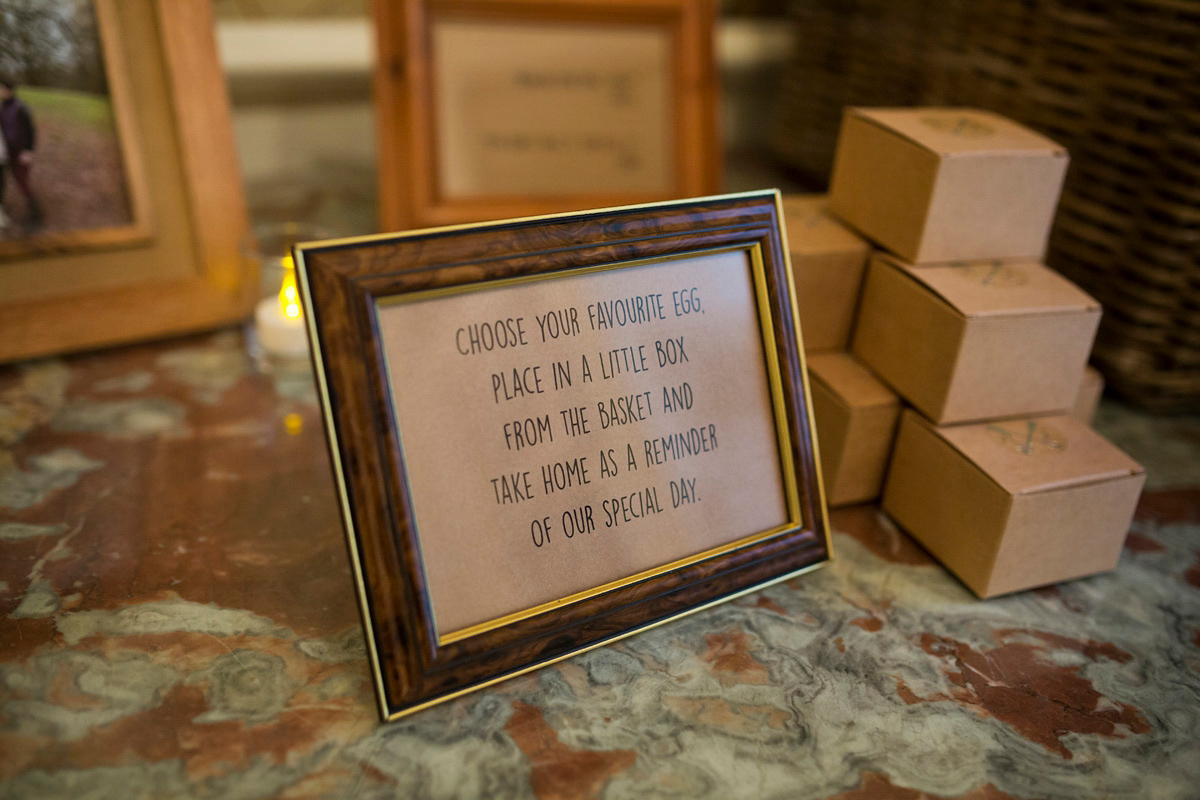 CHOOSE YOUR FAVOURITE EGG,
PLACE IN A LITTLE BOX
FROM THE BASKET AND
TAKE HOME AS A REMINDER
OF OUR SPECIAL DAY.